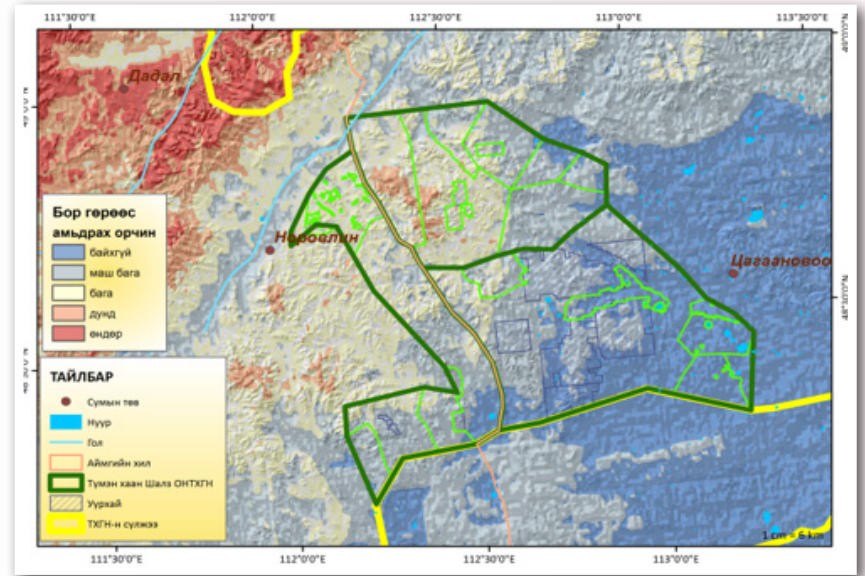 111°30'0"E 112°0'0"E 112°30'0"E 113°0'0"E 113°30'0"E
Дадал
Норовлин
Цагаановоо
Бор гөрөөс
амьдрах орчин
байхгүй
маш бага
бага
дунд
өндөр
ТАЙЛБАР
Сумын төв
Нуур
Гол
Аймгийн хил
Түмэн хаан Шалз ОНТХГН
Уурхай
ТХГН-н сүлжээ
1 cm = 6 km
111°30'0"E 112°0'0"E 112°30'0"E 113°0'0"E